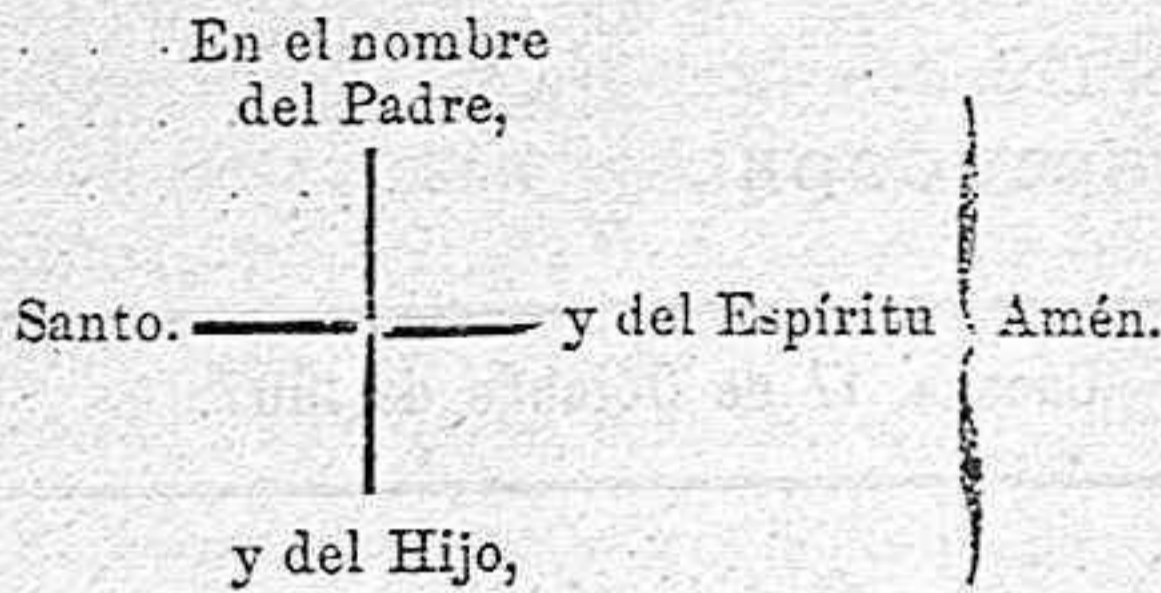 En el nombre
del Padre,
Santo. y del Espíritu Amén.
y del Hijo,